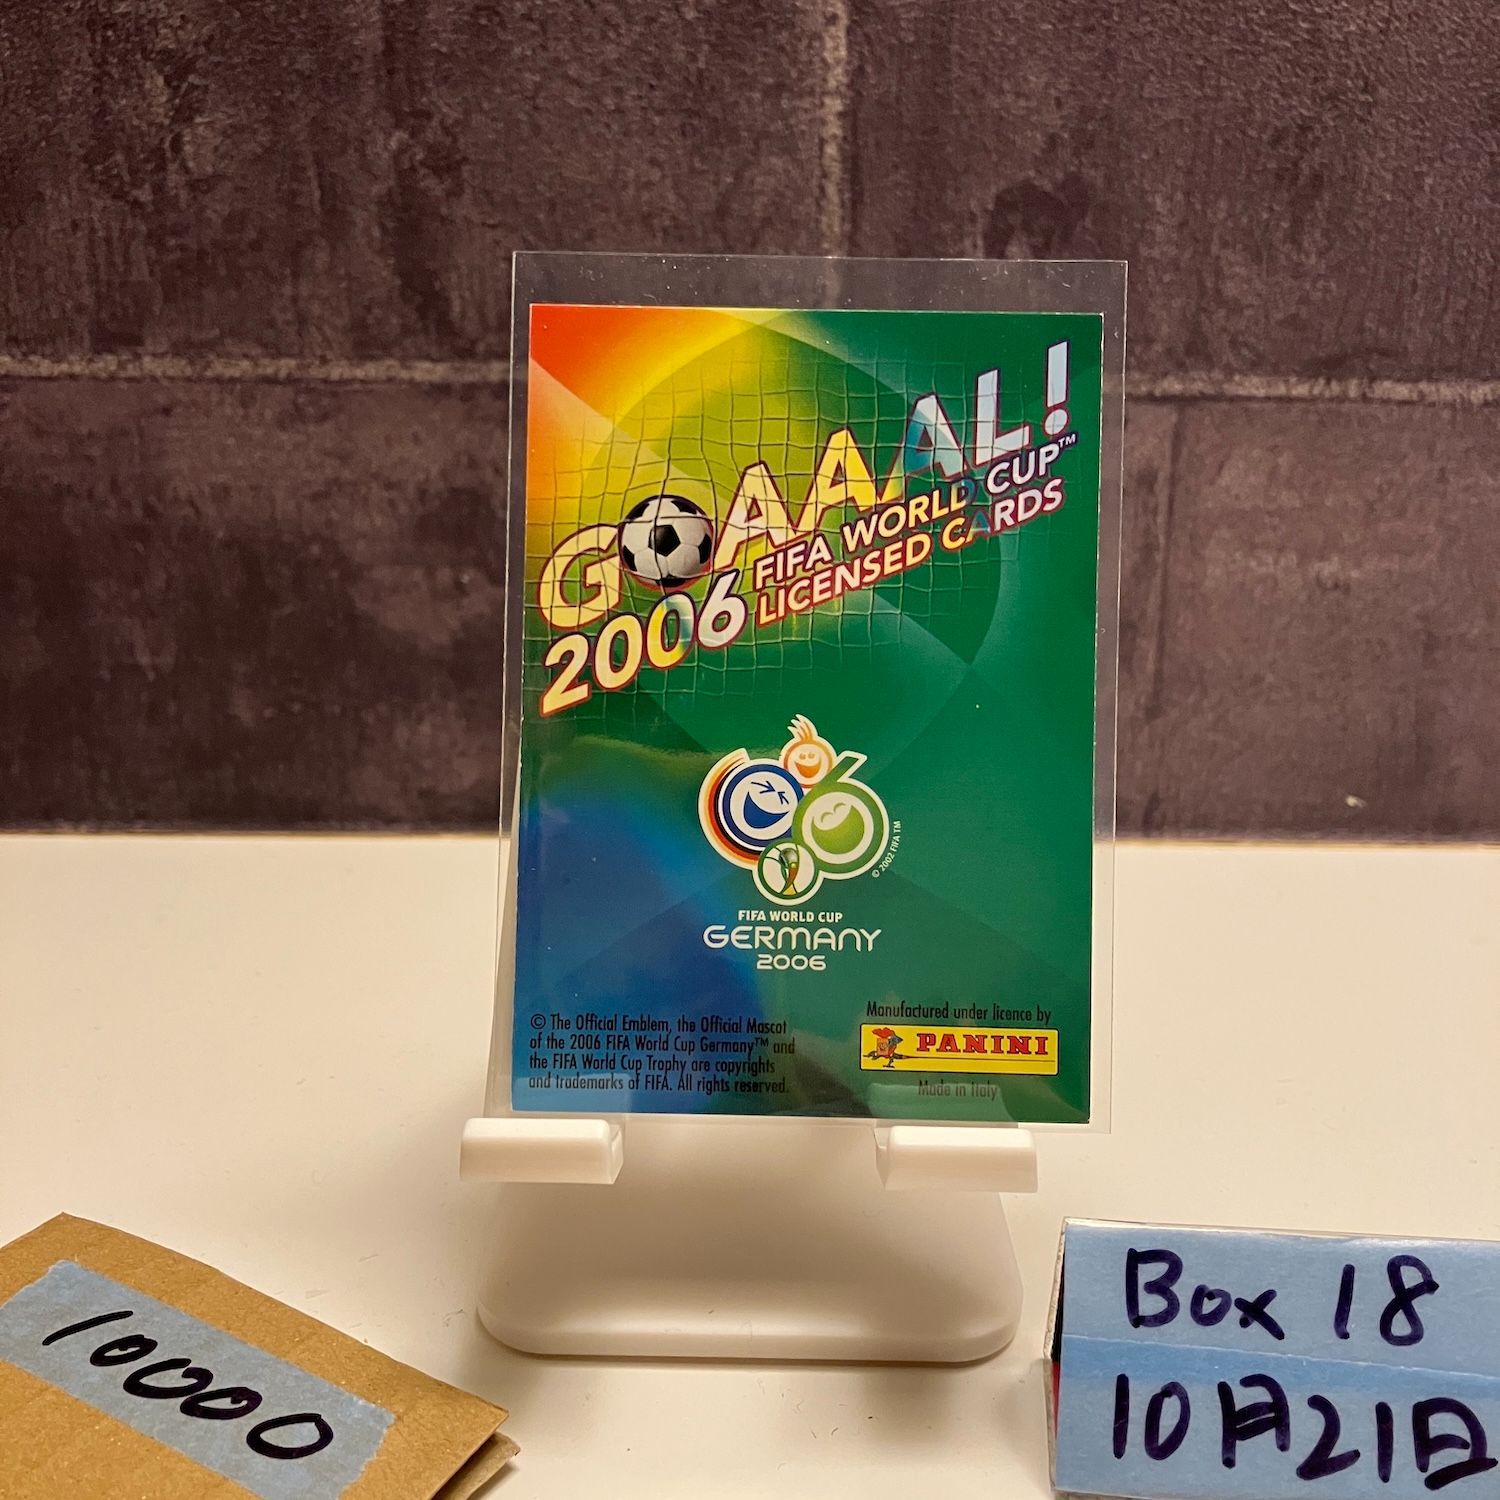 GOAAAL!
2006 FIFA WORLD CUP™
LICENSED CARDS
© 2002 FIFA TM
FIFA WORLD CUP
GERMANY
2006
© The Official Emblem, the Official Mascot
of the 2006 FIFA World Cup Germany™ and
the FIFA World Cup Trophy are copyrights
and trademarks of FIFA. All rights reserved.
Manufactured under licence by
PANINI
Made in Italy
10000
Box 18
10月21日